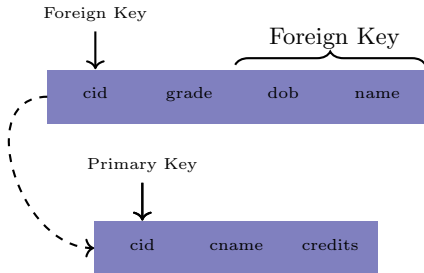 Foreign Key
Foreign Key
cid grade dob name
Primary Key
cid cname credits